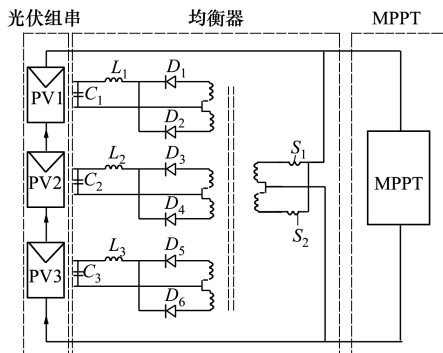 光伏组串 均衡器 MPPT
L1 D1
PV1 C1
D2
S1
L2 D3
PV2 C2 MPPT
D4
S2
L3 D5
PV3 C3
D6